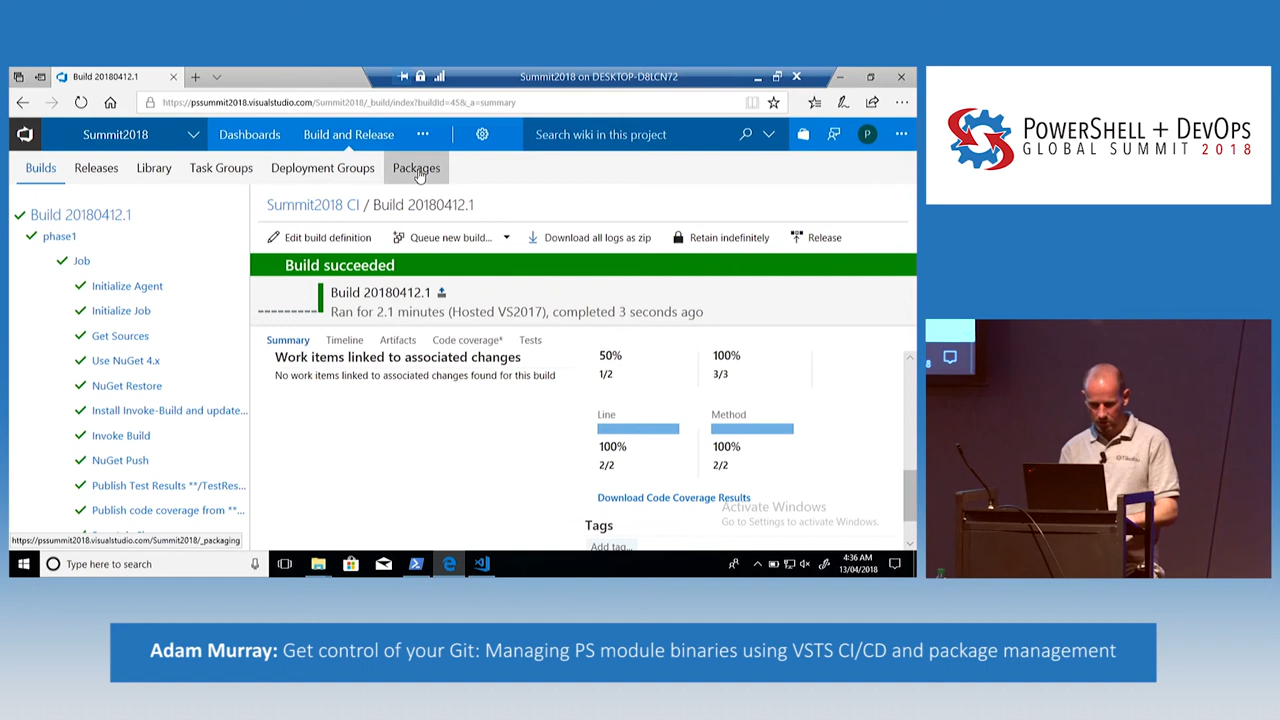 Build 20180412.1
Summit2018 on DESKTOP-D8LCN72
https://pssummit2018.visualstudio.com/Summit2018/_build/index?buildId=45&_a=summary
Summit2018
Dashboards
Build and Release
Search wiki in this project
P
Builds
Releases
Library
Task Groups
Deployment Groups
Packages
Build 20180412.1
phase1
Job
Initialize Agent
Initialize Job
Get Sources
Use NuGet 4.x
NuGet Restore
Install Invoke-Build and update...
Invoke Build
NuGet Push
Publish Test Results **/TestRes...
Publish code coverage from **...
https://pssummit2018.visualstudio.com/Summit2018/_packaging
Summit2018 CI / Build 20180412.1
Edit build definition
Queue new build...
Download all logs as zip
Retain indefinitely
Release
Build succeeded
Build 20180412.1
Ran for 2.1 minutes (Hosted VS2017), completed 3 seconds ago
Summary
Timeline
Artifacts
Code coverage*
Tests
Work items linked to associated changes
No work items linked to associated changes found for this build
50%
1/2
100%
3/3
Line
100%
2/2
Method
100%
2/2
Download Code Coverage Results
Tags
Add tag...
Activate Windows
Go to Settings to activate Windows.
Type here to search
4:36 AM
13/04/2018
POWERSHELL + DEVOPS
GLOBAL SUMMIT 2018
Adam Murray: Get control of your Git: Managing PS module binaries using VSTS CI/CD and package management